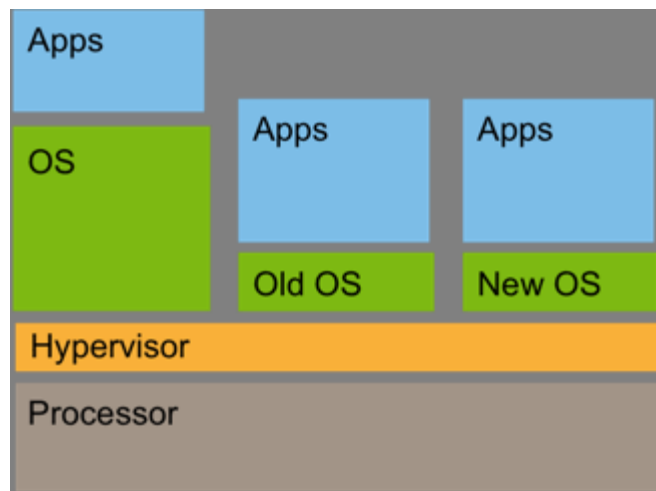 Apps
OS
Apps
Old OS
Apps
New OS
Hypervisor
Processor